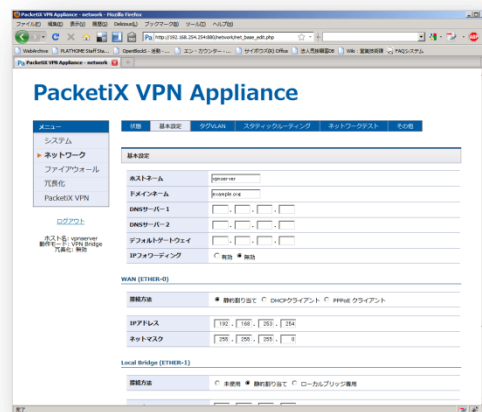 PacketiX VPN Appliance - network - Mozilla Firefox
ファイル(F) 編集(E) 表示(V) 履歴(S) Delicious(L) ブックマーク(B) ツール(T) ヘルプ(H)
http://192.168.254.254:886/network/net_base_edit.php
PacketiX VPN Appliance - network
PacketiX VPN Appliance
メニュー
システム
ネットワーク
ファイアウォール
冗長化
PacketiX VPN
ログアウト
ホスト名: vpnserver
動作モード: VPN Bridge
冗長化: 無効
状態 基本設定 タグVLAN スタティックルーティング ネットワークテスト その他
基本設定
ホストネーム vpnserver
ドメインネーム example.org
DNSサーバー1
DNSサーバー2
デフォルトゲートウェイ
IPフォワーディング 有効 無効
WAN (ETHER-0)
接続方法 静的割り当て DHCPクライアント PPPoE クライアント
IPアドレス 192 . 168 . 253 . 254
ネットマスク 255 . 255 . 255 . 0
Local Bridge (ETHER-1)
接続方法 未使用 静的割り当て ローカルブリッジ専用
完了